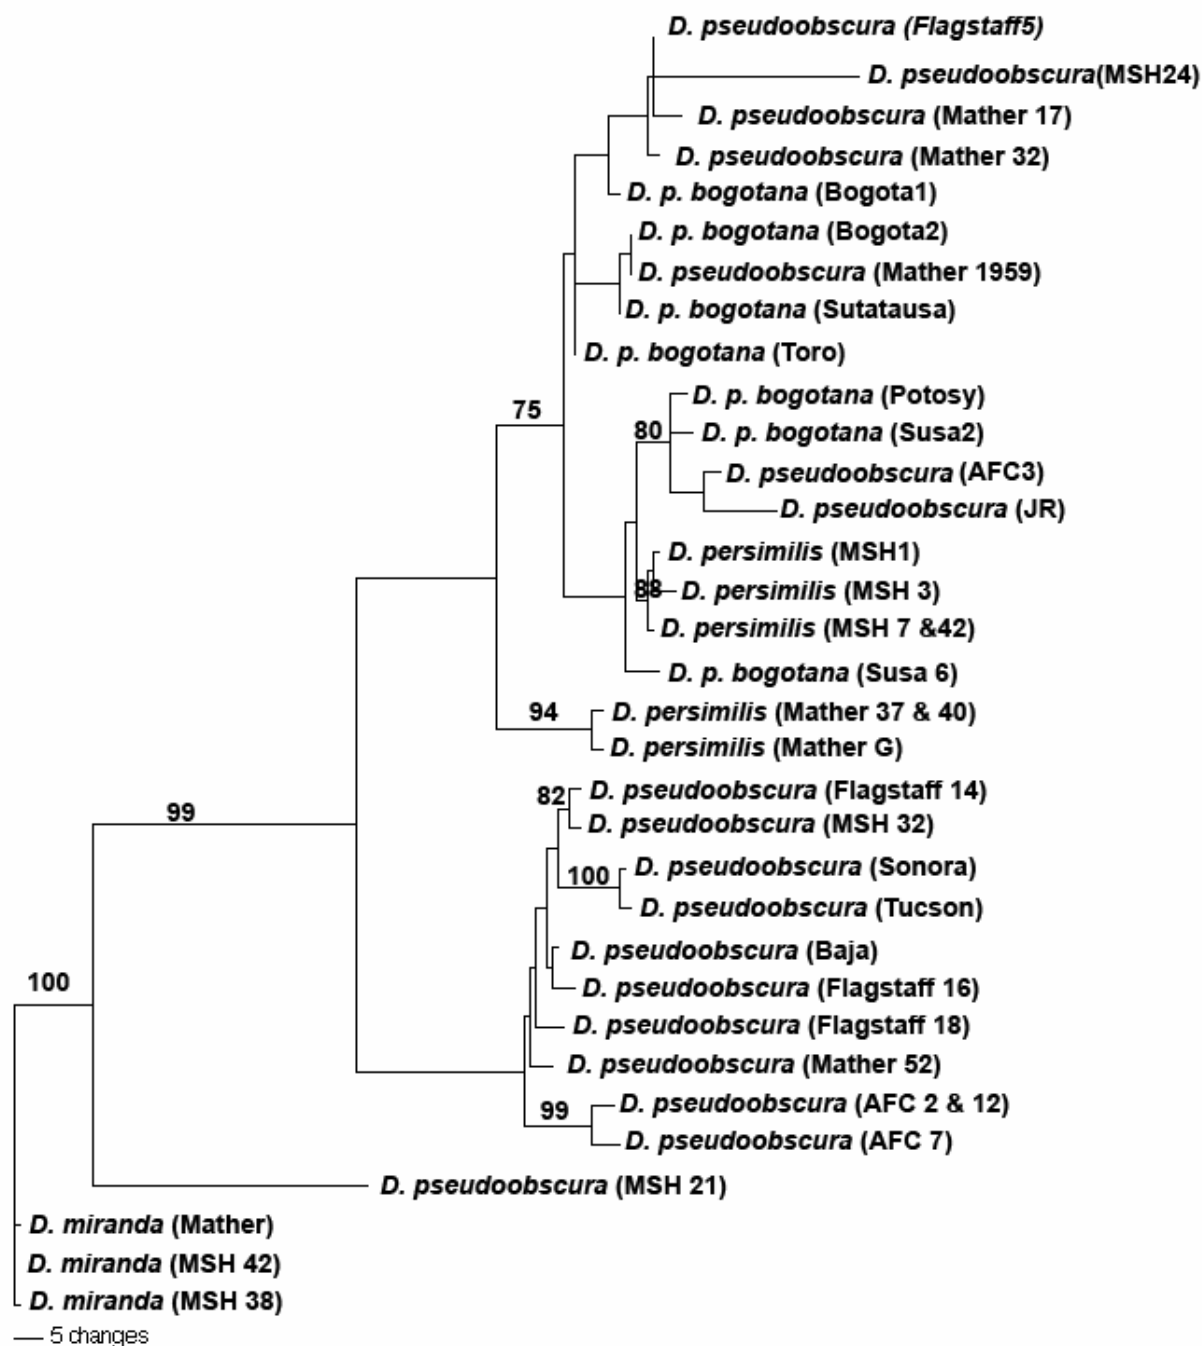 D. pseudoobscura (Flagstaff5)
D. pseudoobscura(MSH24)
D. pseudoobscura (Mather 17)
D. pseudoobscura (Mather 32)
D. p. bogotana (Bogota1)
D. p. bogotana (Bogota2)
D. pseudoobscura (Mather 1959)
D. p. bogotana (Sutatausa)
D. p. bogotana (Toro)
D. p. bogotana (Potosy)
75
80
D. p. bogotana (Susa2)
D. pseudoobscura (AFC3)
D. pseudoobscura (JR)
D. persimilis (MSH1)
88
D. persimilis (MSH 3)
D. persimilis (MSH 7 &42)
D. p. bogotana (Susa 6)
94
D. persimilis (Mather 37 & 40)
D. persimilis (Mather G)
82
D. pseudoobscura (Flagstaff 14)
99
D. pseudoobscura (MSH 32)
D. pseudoobscura (Sonora)
100
D. pseudoobscura (Tucson)
D. pseudoobscura (Baja)
100
D. pseudoobscura (Flagstaff 16)
D. pseudoobscura (Flagstaff 18)
D. pseudoobscura (Mather 52)
99
D. pseudoobscura (AFC 2 & 12)
D. pseudoobscura (AFC 7)
D. pseudoobscura (MSH 21)
D. miranda (Mather)
D. miranda (MSH 42)
D. miranda (MSH 38)
5 changes